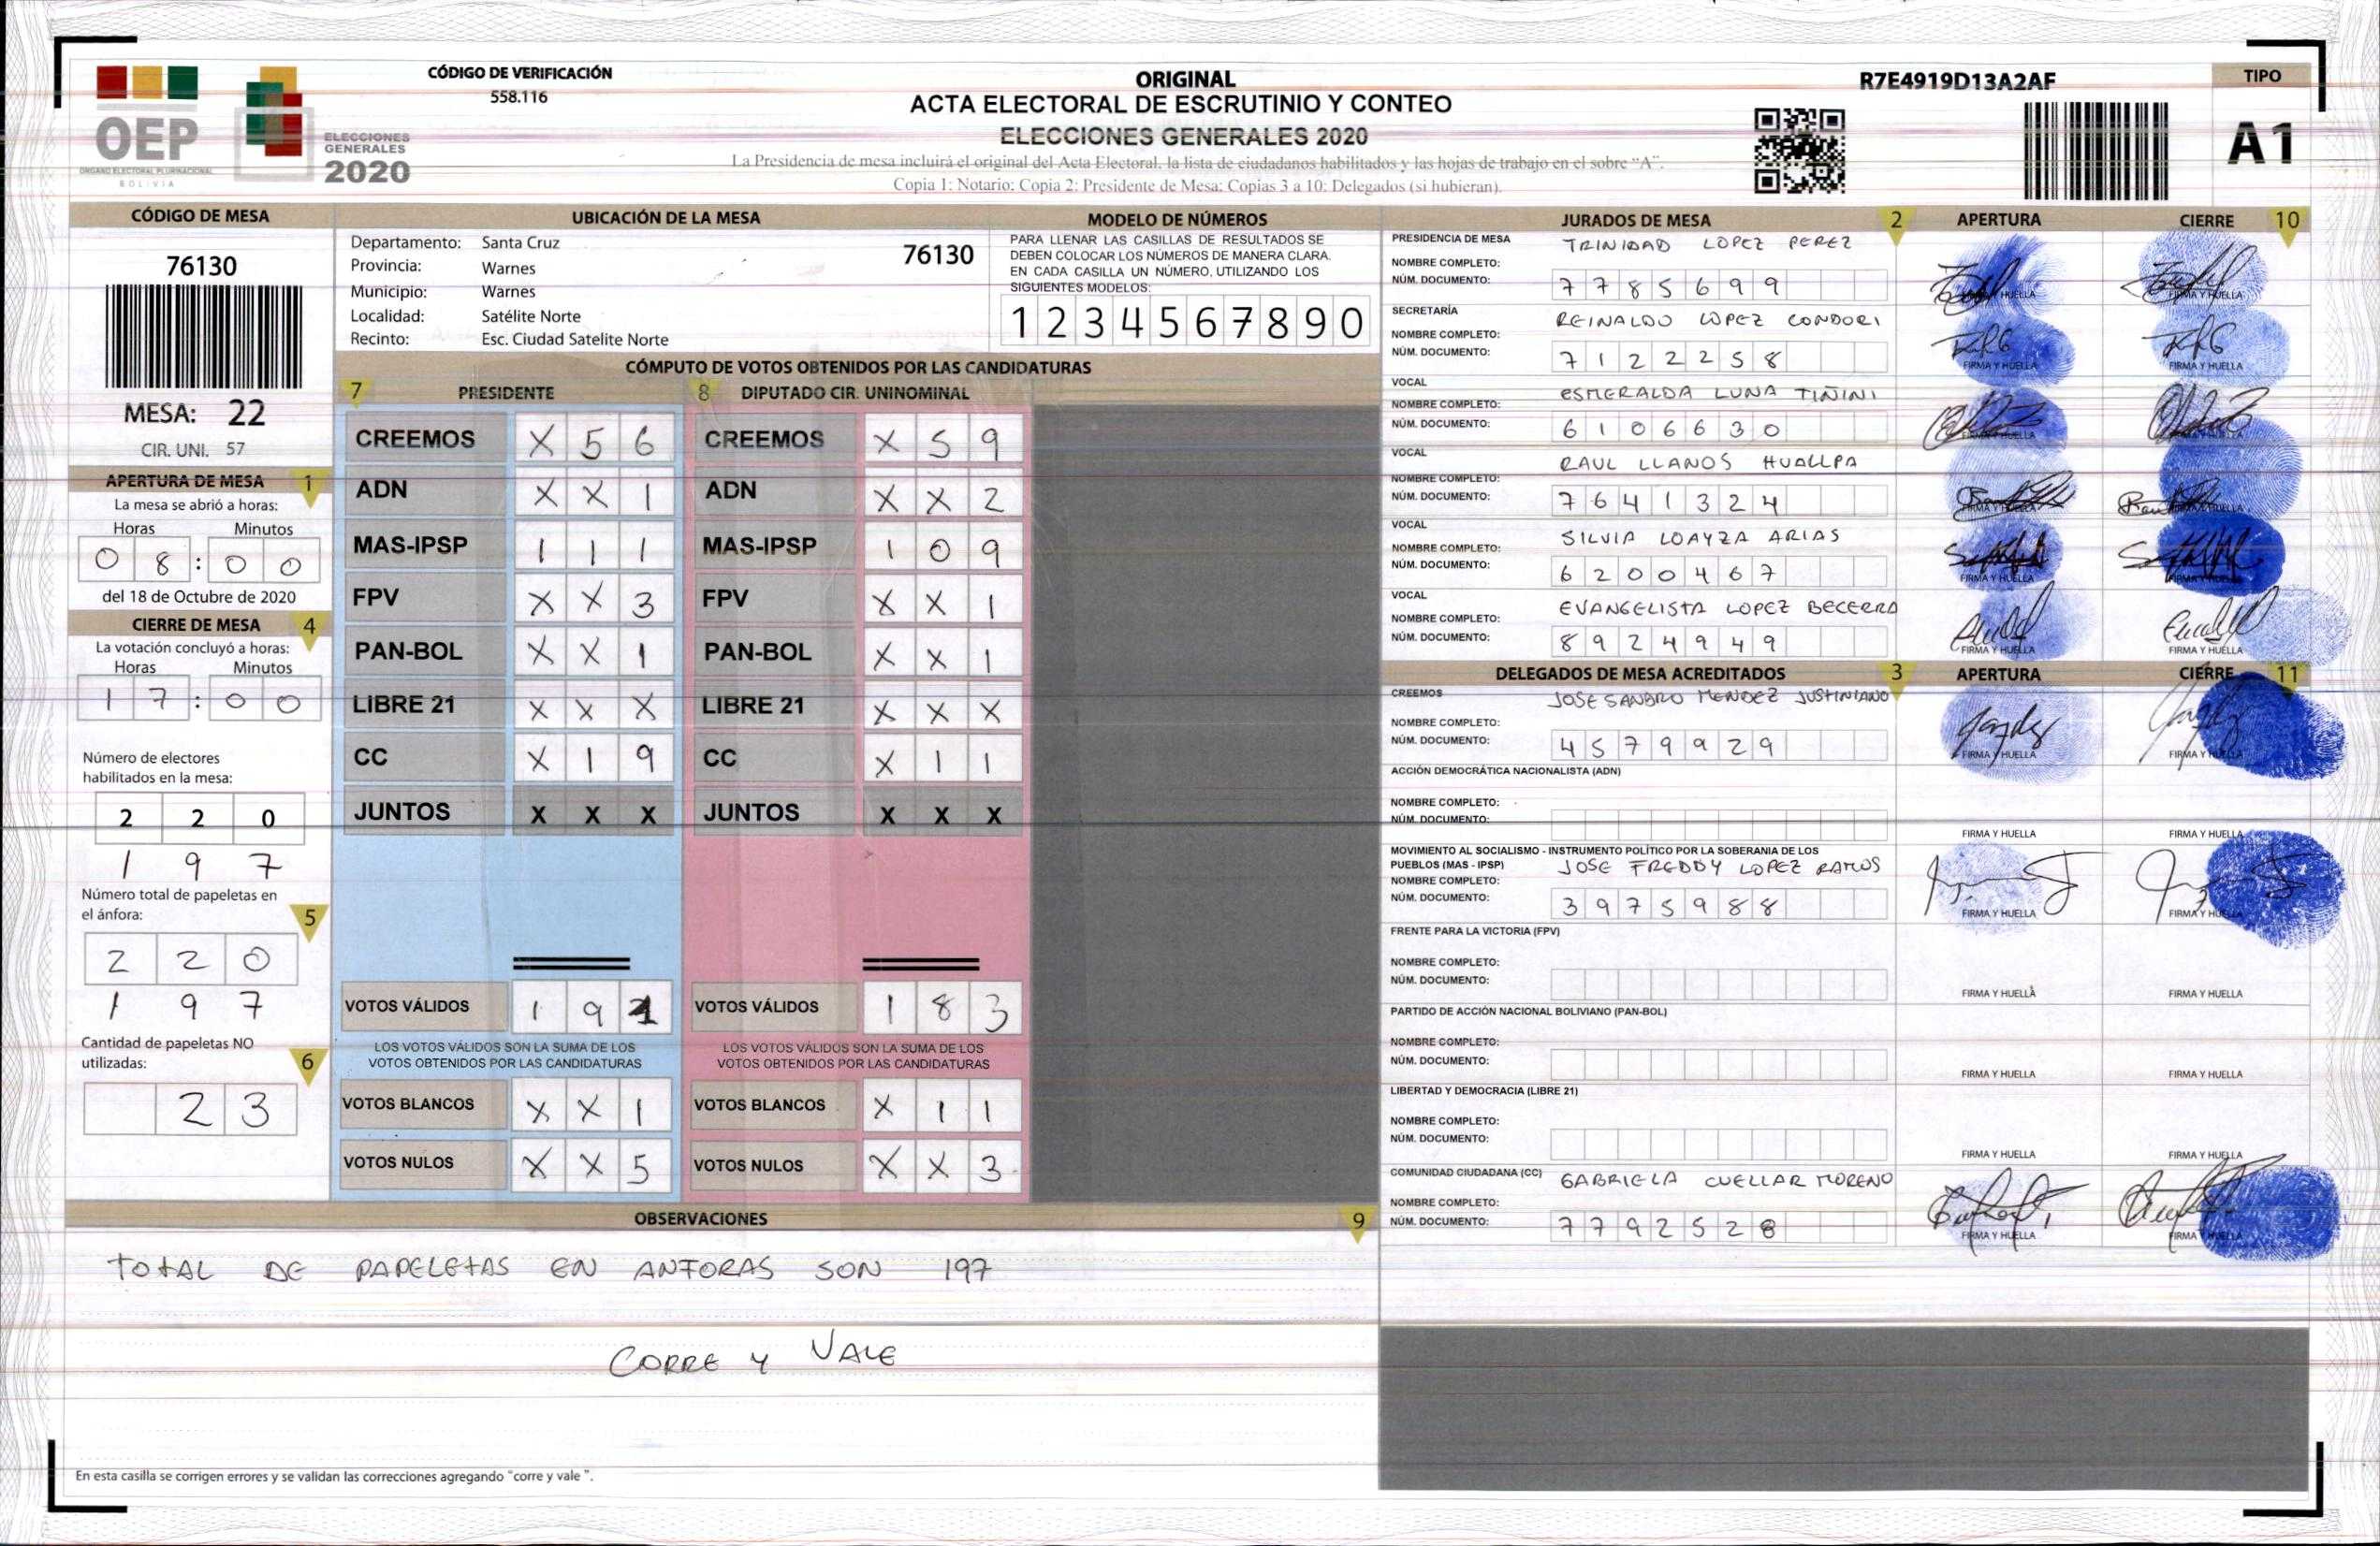 CÓDIGO DE VERIFICACIÓN
558.116
ORIGINAL
ACTA ELECTORAL DE ESCRUTINIO Y CONTEO
ELECCIONES GENERALES 2020
La Presidencia de mesa incluirá el original del Acta Electoral, la lista de ciudadanos habilitados y las hojas de trabajo en el sobre "A".
Copia 1: Notario; Copia 2: Presidente de Mesa; Copias 3 a 10: Delegados (si hubieran).
R7E4919D13A2AF
TIPO
A1
OEP
ÓRGANO ELECTORAL PLURINACIONAL
BOLIVIA
ELECCIONES
GENERALES
2020
CÓDIGO DE MESA
76130
MESA: 22
CIR. UNI. 57
APERTURA DE MESA 1
La mesa se abrió a horas:
Horas Minutos
0 8 : 0 0
del 18 de Octubre de 2020
CIERRE DE MESA 4
La votación concluyó a horas:
Horas Minutos
1 7 : 0 0
Número de electores
habilitados en la mesa:
2 2 0
1 9 7
Número total de papeletas en
el ánfora: 5
2 2 0
1 9 7
Cantidad de papeletas NO
utilizadas: 6
2 3
UBICACIÓN DE LA MESA
Departamento: Santa Cruz
Provincia: Warnes
Municipio: Warnes
Localidad: Satélite Norte
Recinto: Esc. Ciudad Satelite Norte
76130
MODELO DE NÚMEROS
PARA LLENAR LAS CASILLAS DE RESULTADOS SE
DEBEN COLOCAR LOS NÚMEROS DE MANERA CLARA.
EN CADA CASILLA UN NÚMERO, UTILIZANDO LOS
SIGUIENTES MODELOS:
1 2 3 4 5 6 7 8 9 0
CÓMPUTO DE VOTOS OBTENIDOS POR LAS CANDIDATURAS
7 PRESIDENTE 8 DIPUTADO CIR. UNINOMINAL
CREEMOS X 5 6 CREEMOS X 5 9
ADN X X 1 ADN X X 2
MAS-IPSP 1 1 1 MAS-IPSP 1 0 9
FPV X X 3 FPV X X 1
PAN-BOL X X 1 PAN-BOL X X 1
LIBRE 21 X X X LIBRE 21 X X X
CC X 1 9 CC X 1 1
JUNTOS X X X JUNTOS X X X
VOTOS VÁLIDOS 1 9 1 VOTOS VÁLIDOS 1 8 3
LOS VOTOS VÁLIDOS SON LA SUMA DE LOS LOS VOTOS VÁLIDOS SON LA SUMA DE LOS
VOTOS OBTENIDOS POR LAS CANDIDATURAS VOTOS OBTENIDOS POR LAS CANDIDATURAS
VOTOS BLANCOS X X 1 VOTOS BLANCOS X 1 1
VOTOS NULOS X X 5 VOTOS NULOS X X 3
OBSERVACIONES 9
TOTAL DE PAPELETAS EN ANFORAS SON 197
CORRE Y VALE
En esta casilla se corrigen errores y se validan las correcciones agregando "corre y vale ".
JURADOS DE MESA 2 APERTURA CIERRE 10
PRESIDENCIA DE MESA TRINIDAD LOPEZ PEREZ
NOMBRE COMPLETO:
NÚM. DOCUMENTO: 7 7 8 5 6 9 9
SECRETARÍA REINALDO LOPEZ CONDORI
NOMBRE COMPLETO:
NÚM. DOCUMENTO: 7 1 2 2 2 5 8
FIRMA Y HUELLA FIRMA Y HUELLA
VOCAL ESMERALDA LUNA TIÑINI
NOMBRE COMPLETO:
NÚM. DOCUMENTO: 6 1 0 6 6 3 0
VOCAL RAUL LLANOS HUALLPA
NOMBRE COMPLETO:
NÚM. DOCUMENTO: 7 6 4 1 3 2 4
VOCAL SILVIA LOAYZA ARIAS
NOMBRE COMPLETO:
NÚM. DOCUMENTO: 6 2 0 0 4 6 7
FIRMA Y HUELLA FIRMA Y HUELLA
VOCAL EVANGELISTA LOPEZ BECERRA
NOMBRE COMPLETO:
NÚM. DOCUMENTO: 8 9 2 4 9 4 9
FIRMA Y HUELLA FIRMA Y HUELLA
DELEGADOS DE MESA ACREDITADOS 3 APERTURA CIERRE 11
CREEMOS JOSE SANDRO MENDEZ JUSTINIANO
NOMBRE COMPLETO:
NÚM. DOCUMENTO: 4 5 7 9 9 2 9
FIRMA Y HUELLA FIRMA Y HUELLA
ACCIÓN DEMOCRÁTICA NACIONALISTA (ADN)
NOMBRE COMPLETO:
NÚM. DOCUMENTO:
FIRMA Y HUELLA FIRMA Y HUELLA
MOVIMIENTO AL SOCIALISMO - INSTRUMENTO POLÍTICO POR LA SOBERANIA DE LOS
PUEBLOS (MAS - IPSP) JOSE FREDDY LOPEZ RAMOS
NOMBRE COMPLETO:
NÚM. DOCUMENTO: 3 9 7 5 9 8 8
FIRMA Y HUELLA FIRMA Y HUELLA
FRENTE PARA LA VICTORIA (FPV)
NOMBRE COMPLETO:
NÚM. DOCUMENTO:
FIRMA Y HUELLA FIRMA Y HUELLA
PARTIDO DE ACCIÓN NACIONAL BOLIVIANO (PAN-BOL)
NOMBRE COMPLETO:
NÚM. DOCUMENTO:
FIRMA Y HUELLA FIRMA Y HUELLA
LIBERTAD Y DEMOCRACIA (LIBRE 21)
NOMBRE COMPLETO:
NÚM. DOCUMENTO:
FIRMA Y HUELLA FIRMA Y HUELLA
COMUNIDAD CIUDADANA (CC) GABRIELA CUELLAR MORENO
NOMBRE COMPLETO:
NÚM. DOCUMENTO: 7 7 9 2 5 2 8
FIRMA Y HUELLA FIRMA Y HUELLA